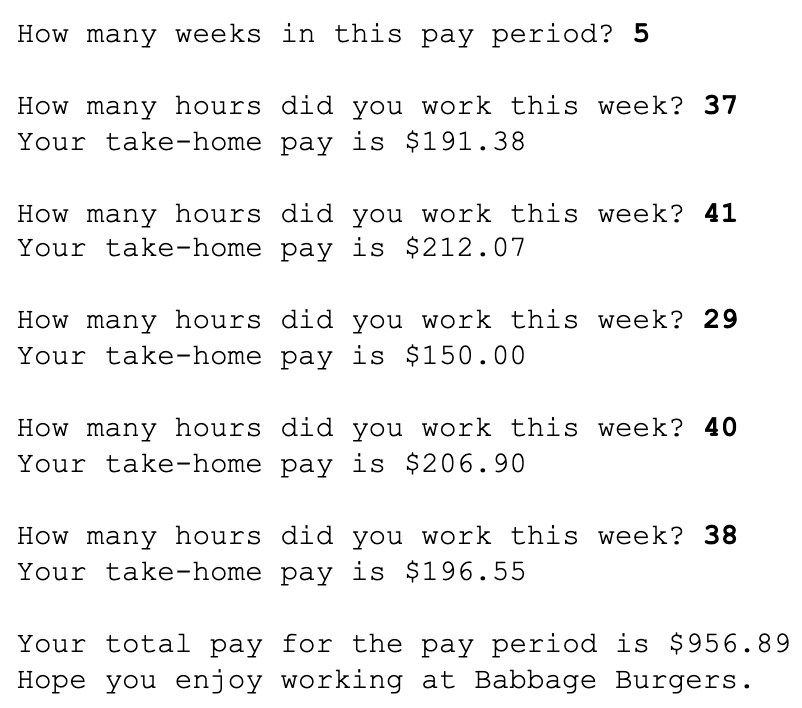 How many weeks in this pay period? 5
How many hours did you work this week? 37
Your take-home pay is $191.38
How many hours did you work this week? 41
Your take-home pay is $212.07
How many hours did you work this week? 29
Your take-home pay is $150.00
How many hours did you work this week? 40
Your take-home pay is $206.90
How many hours did you work this week? 38
Your take-home pay is $196.55
Your total pay for the pay period is $956.89
Hope you enjoy working at Babbage Burgers.